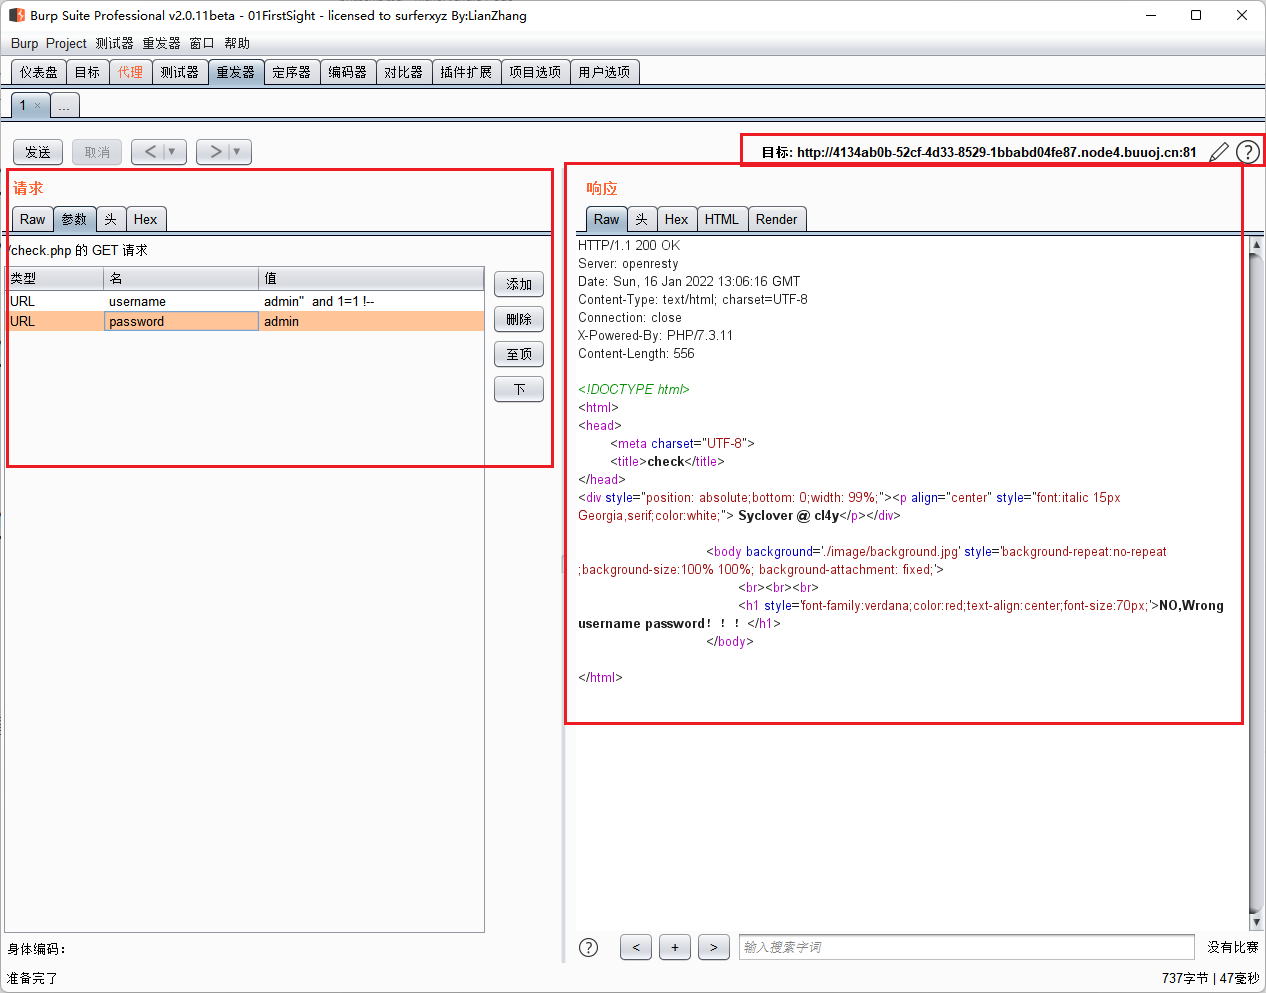 Burp Suite Professional v2.0.11beta - 01FirstSight - licensed to surferxyz By:LianZhang
Burp Project 测试器 重发器 窗口 帮助
仪表盘 目标 代理 测试器 重发器 定序器 编码器 对比器 插件扩展 项目选项 用户选项
1 × ...
发送 取消 < > 目标: http://4134ab0b-52cf-4d33-8529-1bbabd04fe87.node4.buuoj.cn:81
请求
Raw 参数 头 Hex
/check.php 的 GET 请求
类型 名 值
URL username admin" and 1=1 !--
URL password admin
添加
删除
至顶
下
身体编码:
响应
Raw 头 Hex HTML Render
HTTP/1.1 200 OK
Server: openresty
Date: Sun, 16 Jan 2022 13:06:16 GMT
Content-Type: text/html; charset=UTF-8
Connection: close
X-Powered-By: PHP/7.3.11
Content-Length: 556
<!DOCTYPE html>
<html>
<head>
<meta charset="UTF-8">
<title>check</title>
</head>
<div style="position: absolute;bottom: 0;width: 99%;"><p align="center" style="font:italic 15px
Georgia,serif;color:white;"> Syclover @ cl4y</p></div>
<body background='./image/background.jpg' style='background-repeat:no-repeat
;background-size:100% 100%; background-attachment: fixed;'>
<br><br><br>
<h1 style='font-family:verdana;color:red;text-align:center;font-size:70px;'>NO,Wrong
username password！！！</h1>
</body>
</html>
? < + > 输入搜索字词 没有比赛
准备完了 737字节 | 47毫秒